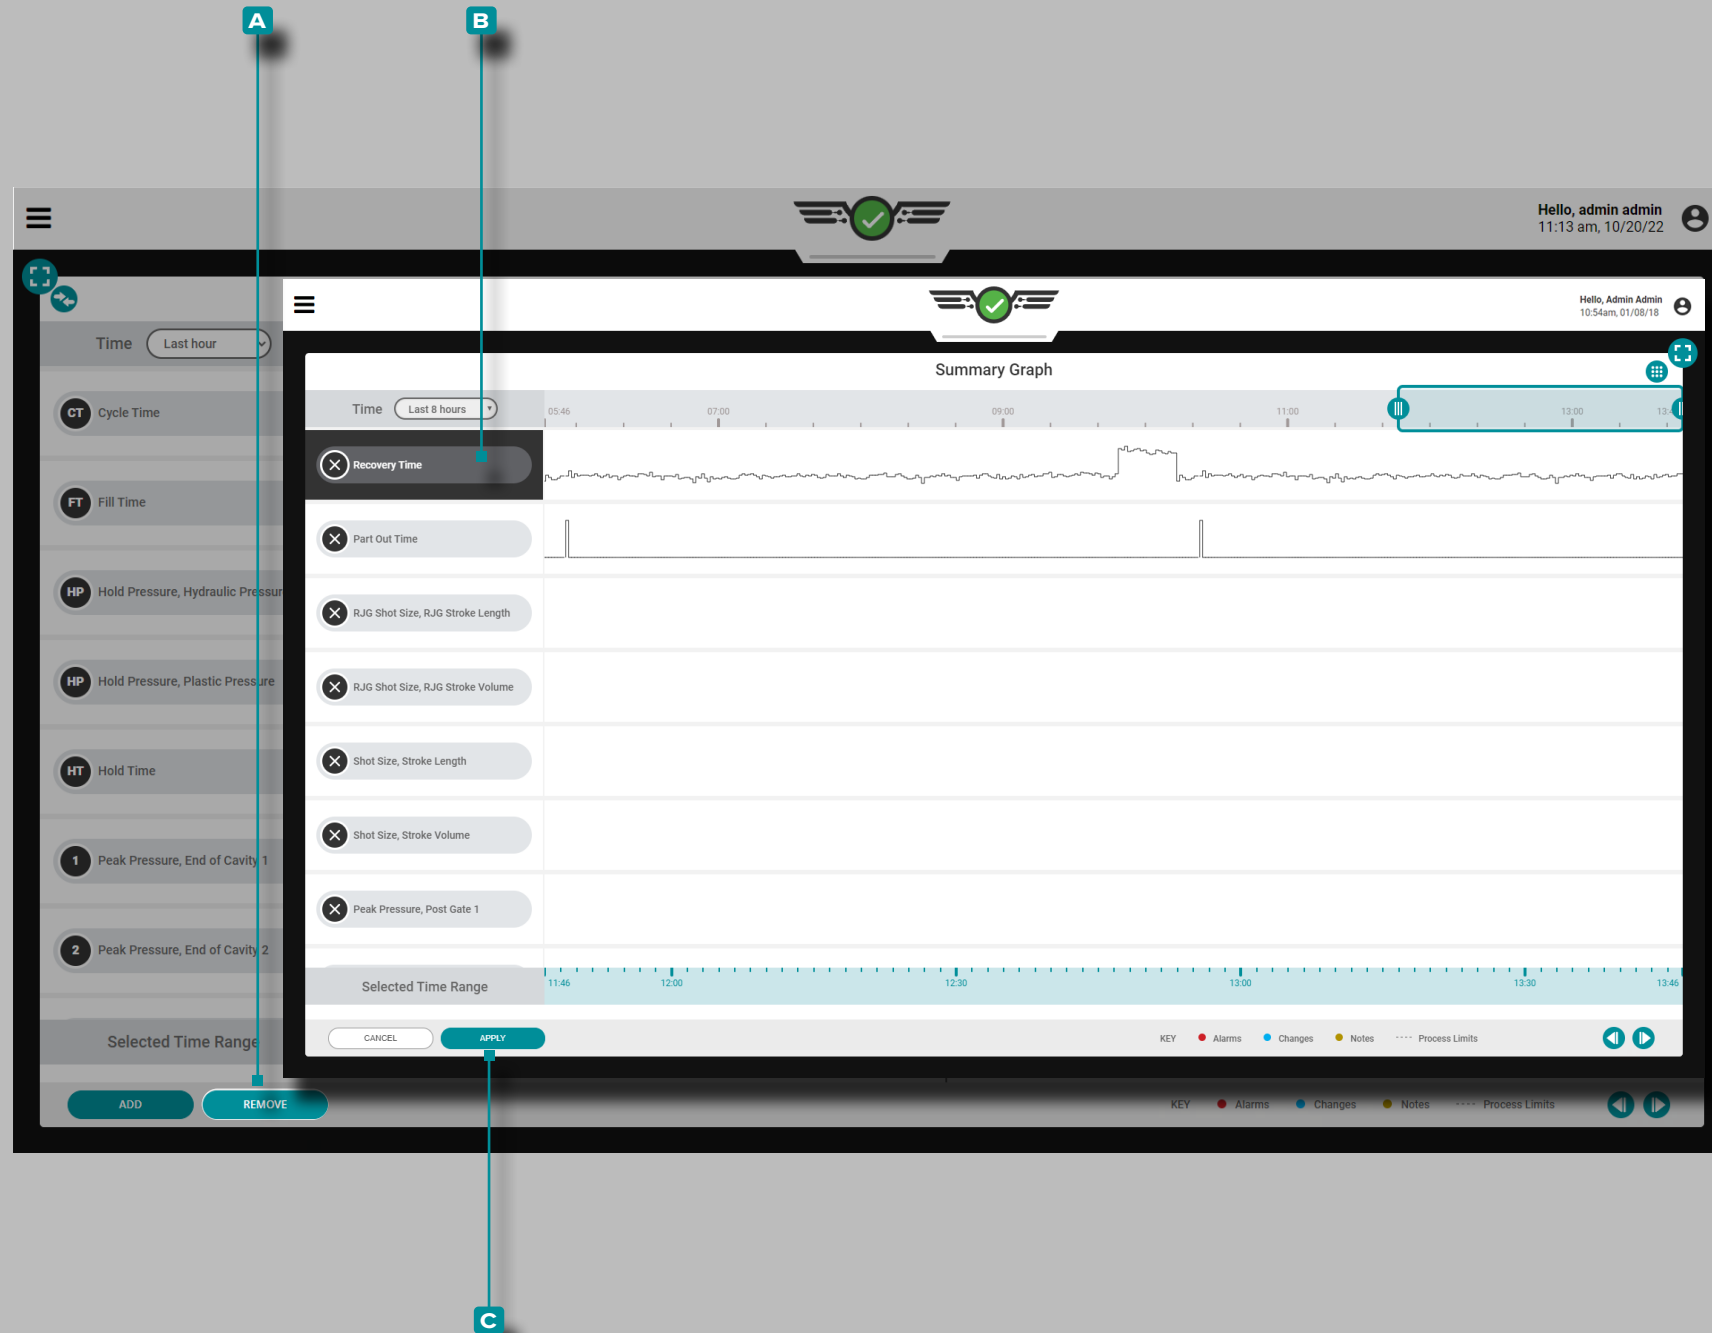 A
B
Hello, admin admin
11:13 am, 10/20/22
Time
Last hour
CT Cycle Time
FT Fill Time
HP Hold Pressure, Hydraulic Pressur
HP Hold Pressure, Plastic Pressure
HT Hold Time
1 Peak Pressure, End of Cavity 1
2 Peak Pressure, End of Cavity 2
Selected Time Range
ADD
REMOVE
KEY Alarms Changes Notes Process Limits
Hello, Admin Admin
10:54am, 01/08/18
Summary Graph
Time
Last 8 hours
05:46 07:00 09:00 11:00 13:00 13:4
Recovery Time
Part Out Time
RJG Shot Size, RJG Stroke Length
RJG Shot Size, RJG Stroke Volume
Shot Size, Stroke Length
Shot Size, Stroke Volume
Peak Pressure, Post Gate 1
Selected Time Range
11:46 12:00 12:30 13:00 13:30 13:46
CANCEL
APPLY
KEY Alarms Changes Notes Process Limits
C